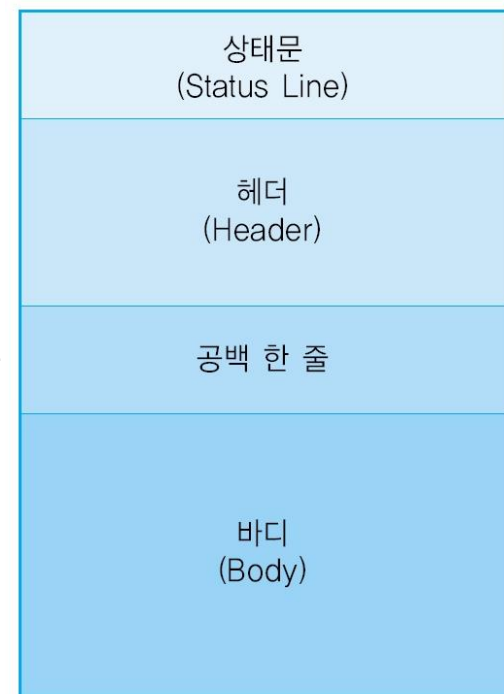 상태문
(Status Line)
헤더
(Header)
공백 한 줄
바디
(Body)